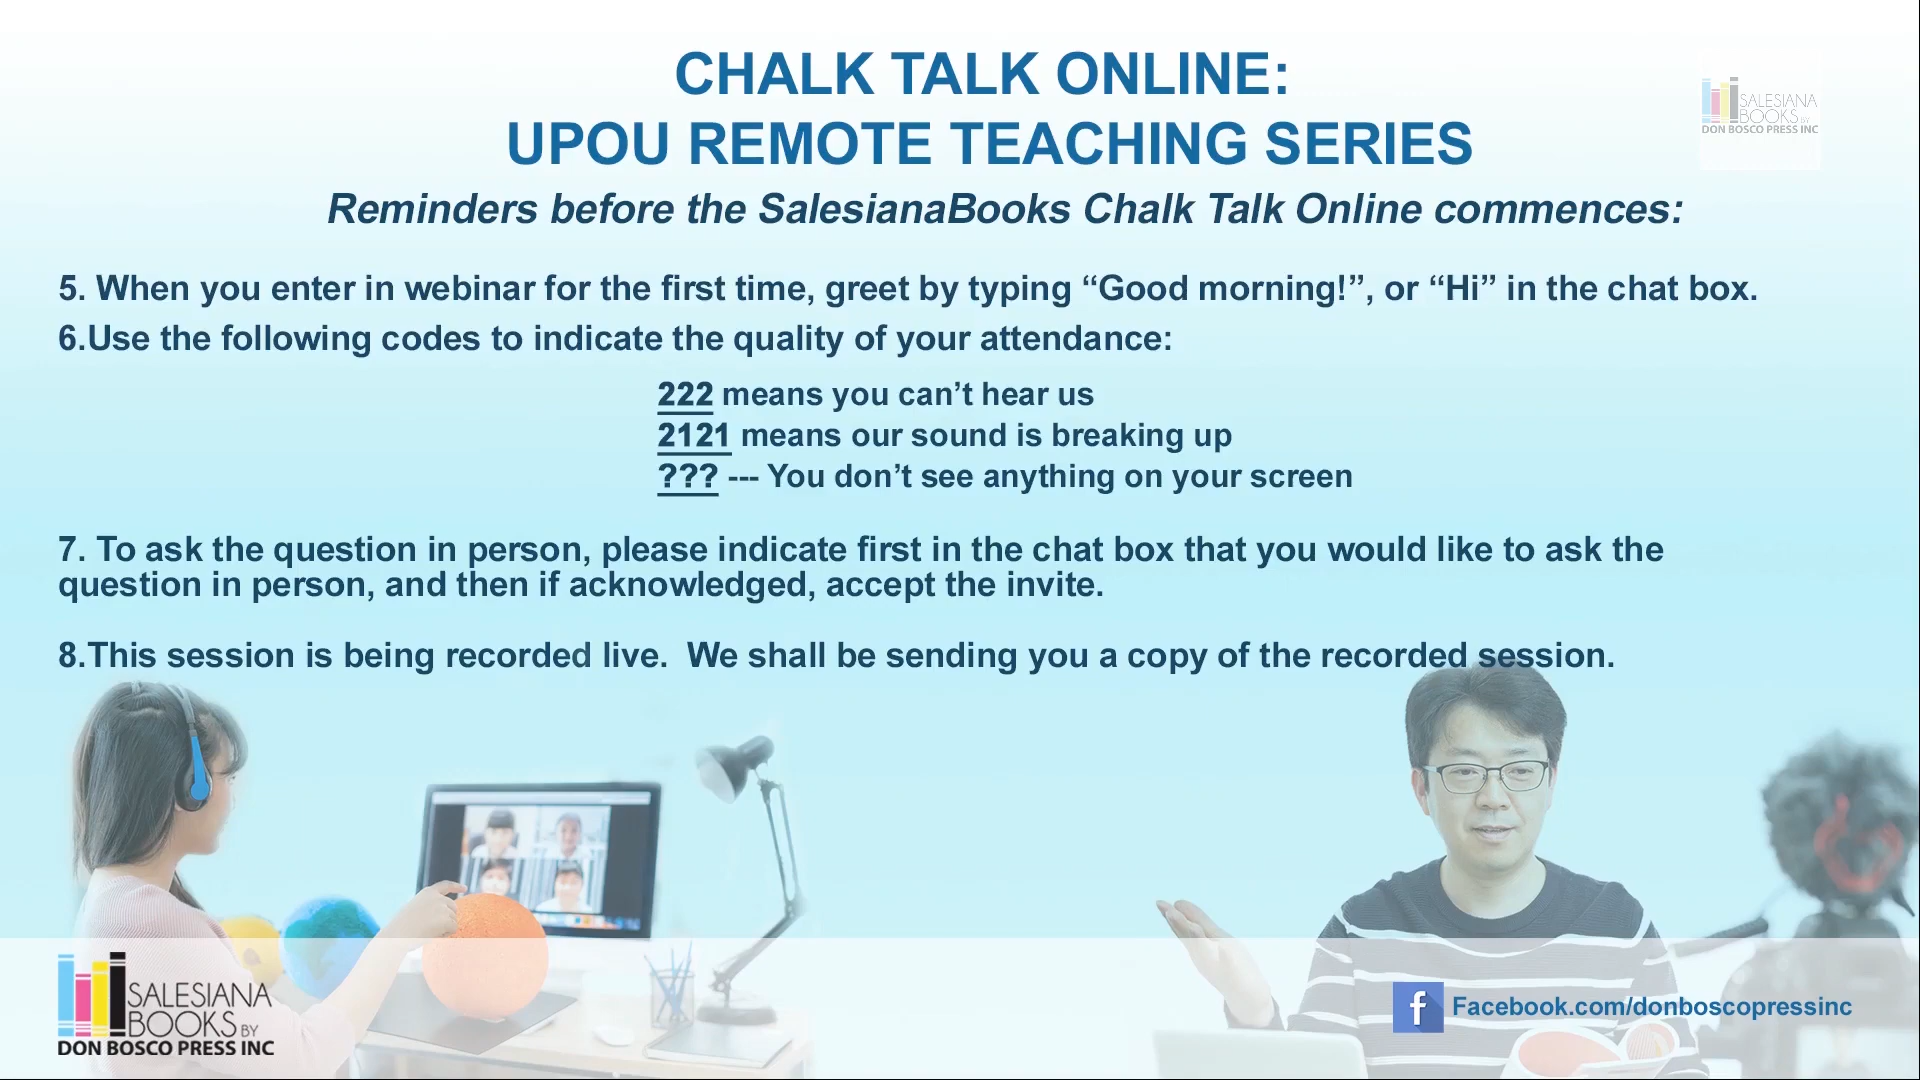 CHALK TALK ONLINE:
UPOU REMOTE TEACHING SERIES
SALESIANA
BOOKS BY
DON BOSCO PRESS INC
Reminders before the SalesianaBooks Chalk Talk Online commences:
5. When you enter in webinar for the first time, greet by typing “Good morning!”, or “Hi” in the chat box.
6.Use the following codes to indicate the quality of your attendance:
222 means you can’t hear us
2121 means our sound is breaking up
??? --- You don’t see anything on your screen
7. To ask the question in person, please indicate first in the chat box that you would like to ask the
question in person, and then if acknowledged, accept the invite.
8.This session is being recorded live.  We shall be sending you a copy of the recorded session.
SALESIANA
BOOKS BY
DON BOSCO PRESS INC
f Facebook.com/donboscopressinc